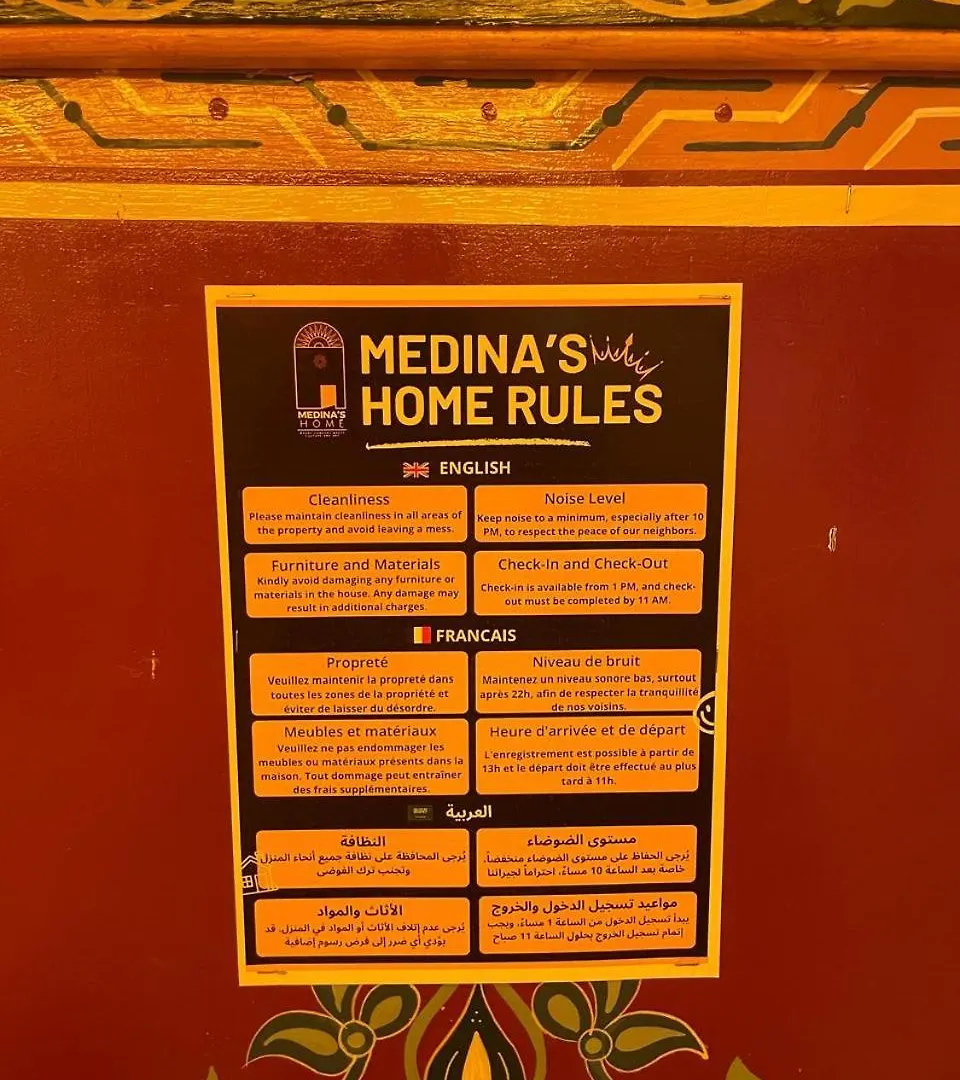 MEDINA'S
HOME RULES
MEDINA'S
HOME
ENGLISH
Cleanliness
Please maintain cleanliness in all areas of
the property and avoid leaving a mess.
Noise Level
Keep noise to a minimum, especially after 10
PM, to respect the peace of our neighbors.
Furniture and Materials
Kindly avoid damaging any furniture or
materials in the house. Any damage may
result in additional charges.
Check-In and Check-Out
Check-in is available from 1 PM, and check-
out must be completed by 11 AM.
FRANCAIS
Propreté
Veuillez maintenir la propreté dans
toutes les zones de la propriété et
éviter de laisser du désordre.
Niveau de bruit
Maintenez un niveau sonore bas, surtout
après 22h, afin de respecter la tranquillité
de nos voisins.
Meubles et matériaux
Veuillez ne pas endommager les
meubles ou matériaux présents dans la
maison. Tout dommage peut entraîner
des frais supplémentaires.
Heure d'arrivée et de départ
L'enregistrement est possible à partir de
13h et le départ doit être effectué au plus
tard à 11h.
العربية
النظافة
يُرجى المحافظة على نظافة جميع أنحاء المنزل
وتجنب ترك الفوضى
مستوى الضوضاء
يُرجى الحفاظ على مستوى الضوضاء منخفضاً،
خاصة بعد الساعة 10 مساءً، احتراماً لجيراننا
الأثاث والمواد
يُرجى عدم إتلاف الأثاث أو المواد في المنزل. قد
يؤدي أي ضرر إلى فرض رسوم إضافية
مواعيد تسجيل الدخول والخروج
يبدأ تسجيل الدخول من الساعة 1 مساءً، ويجب
إتمام تسجيل الخروج بحلول الساعة 11 صباح